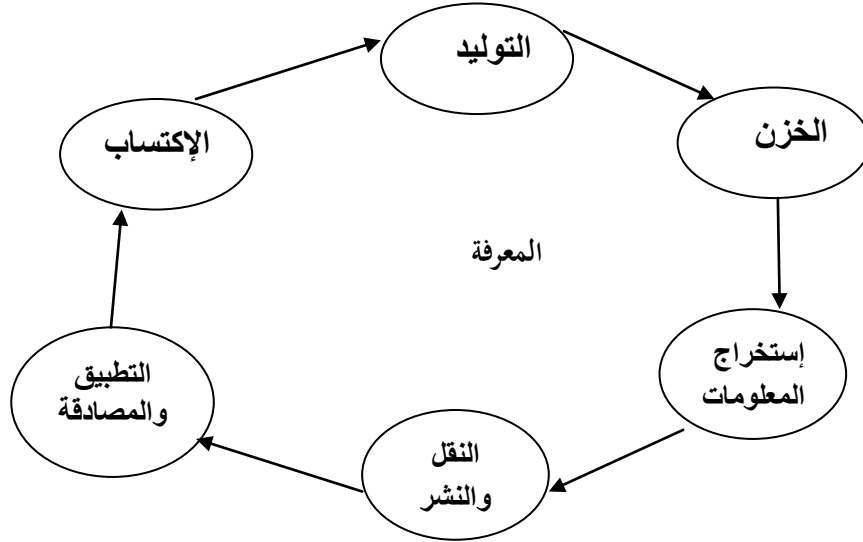 التوليد
الخزن
الإكتساب
المعرفة
إستخراج
المعلومات
التطبيق
والمصادقة
النقل
والنشر